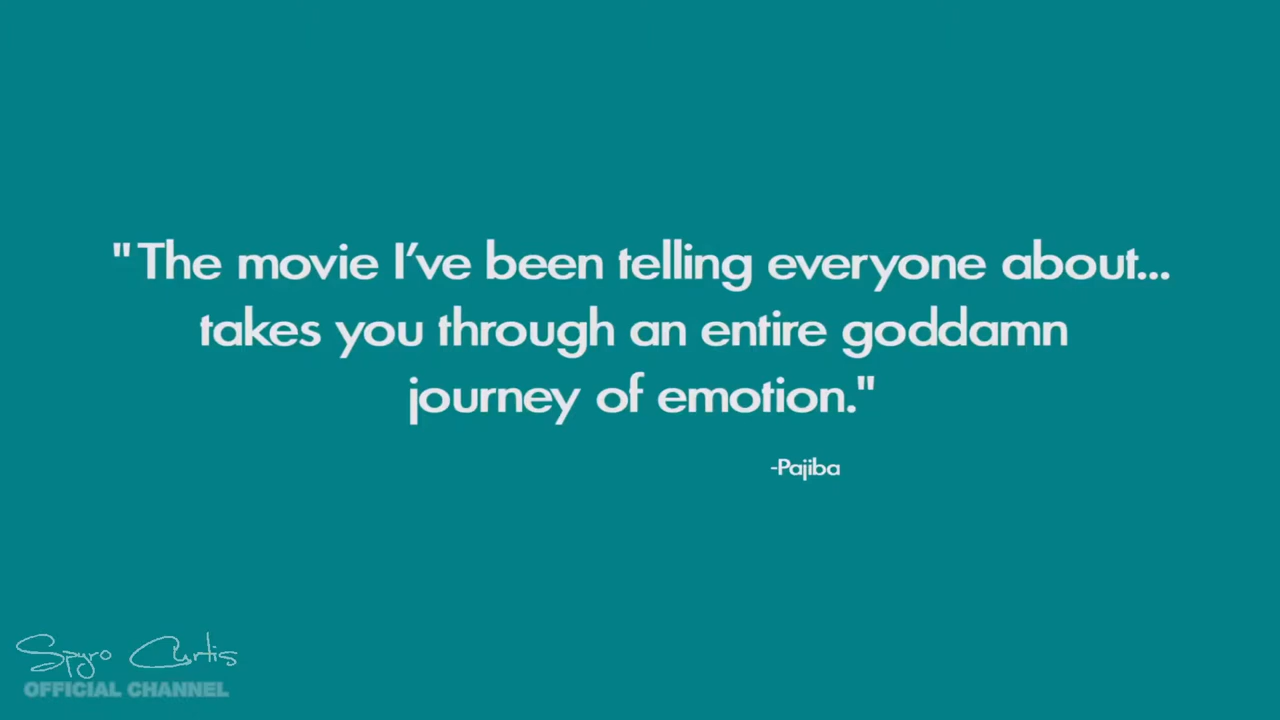 "The movie I’ve been telling everyone about...
takes you through an entire goddamn
journey of emotion."
-Pajiba
Spyro Curtis
OFFICIAL CHANNEL